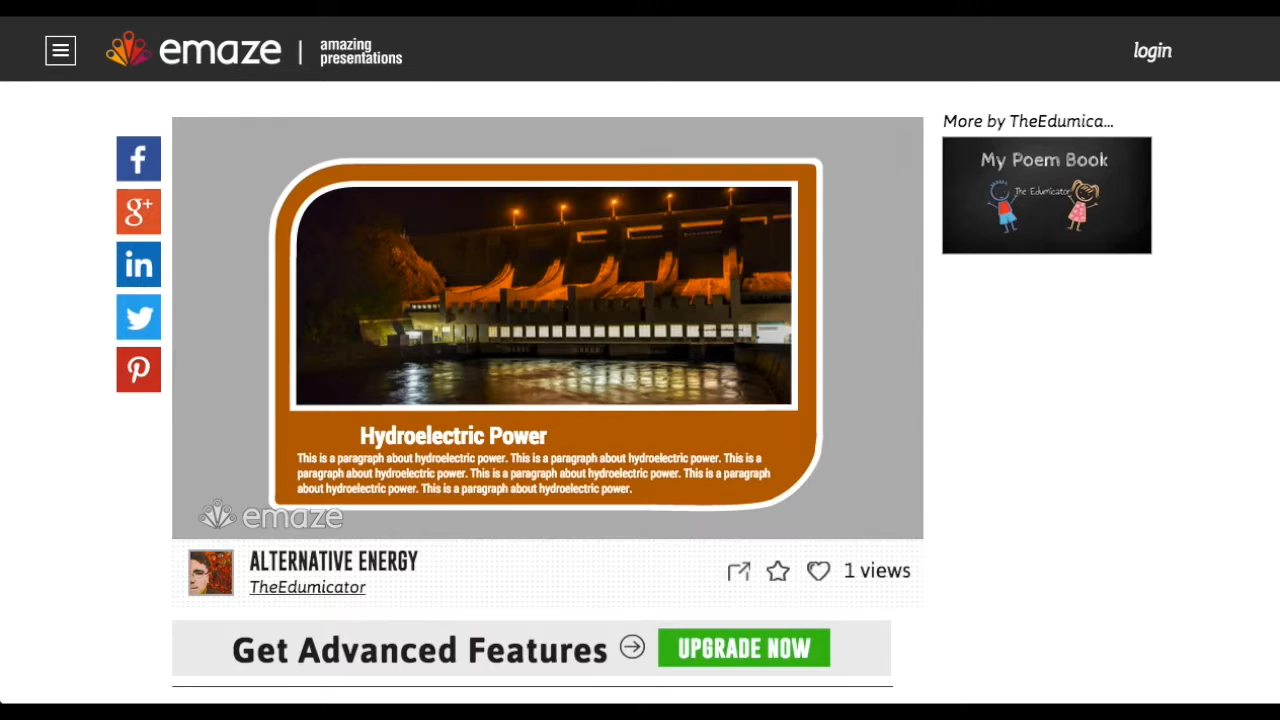 emaze | amazing
presentations
login
More by TheEdumica...
My Poem Book
The Edumicator
Hydroelectric Power
This is a paragraph about hydroelectric power. This is a paragraph about hydroelectric power. This is a
paragraph about hydroelectric power. This is a paragraph about hydroelectric power. This is a paragraph
about hydroelectric power. This is a paragraph about hydroelectric power.
emaze
ALTERNATIVE ENERGY
TheEdumicator
1 views
Get Advanced Features
UPGRADE NOW
f
g+
in